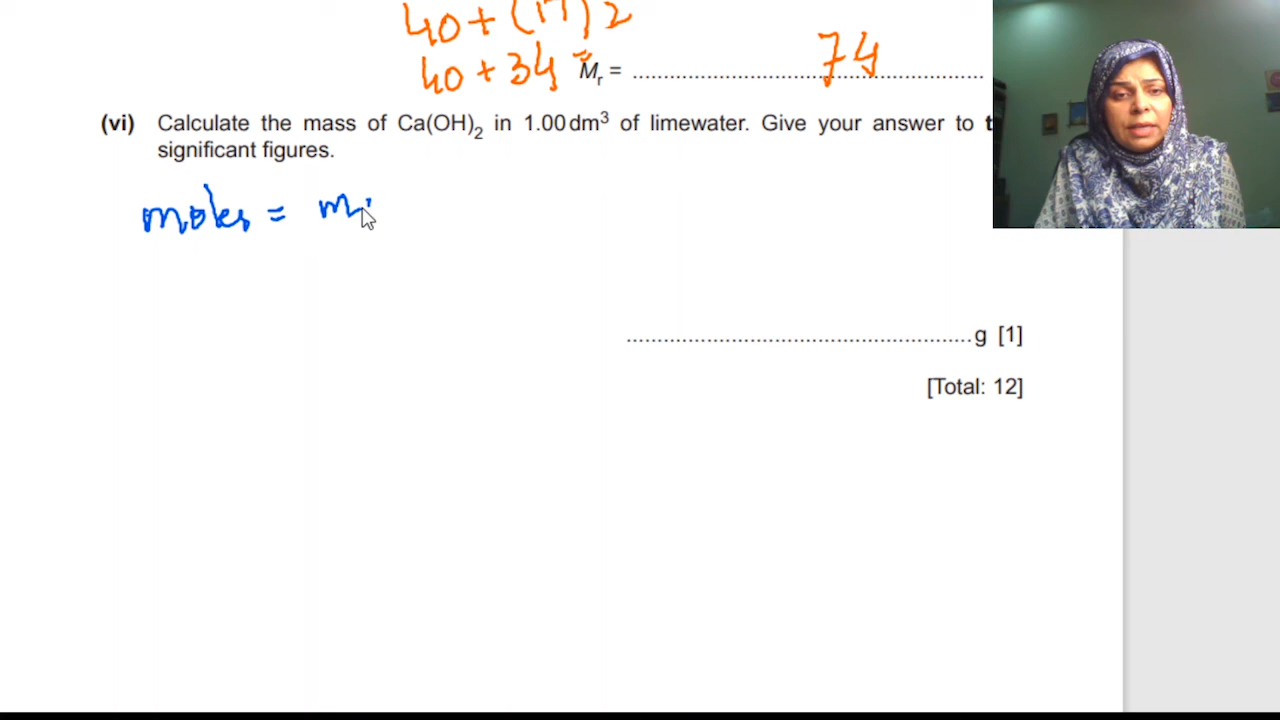 40 + (17) 2
40 + 34 =
Mr = ........................................................ 74
(vi) Calculate the mass of Ca(OH)2 in 1.00 dm3 of limewater. Give your answer to
significant figures.
moles =
........................................................ g [1]
[Total: 12]